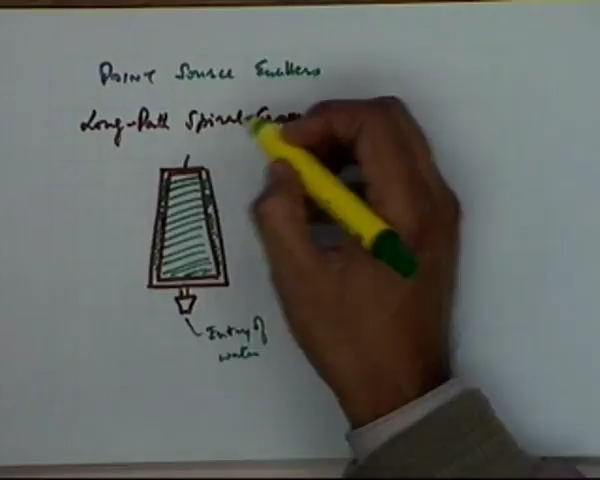 Point Source Emitters
Long-Path Spiral-
Entry of
water